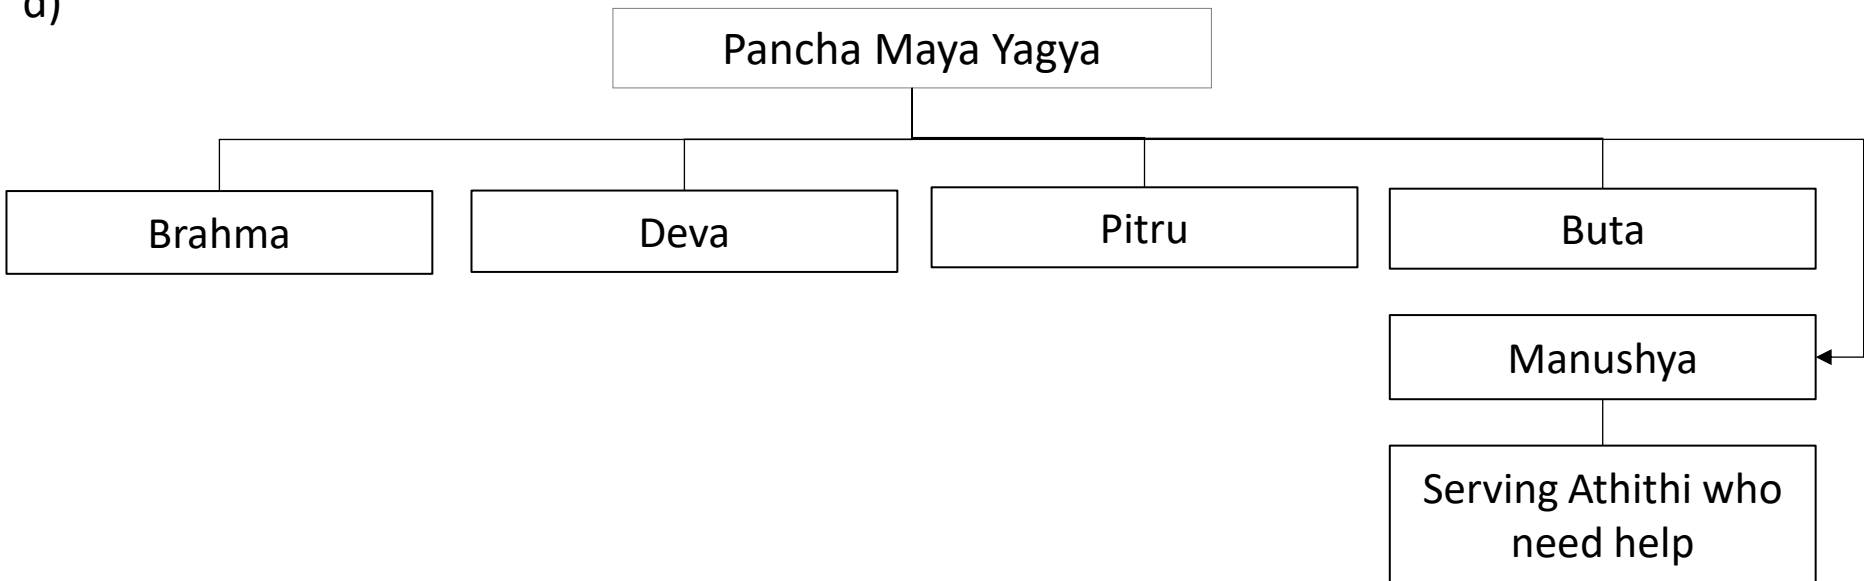 d)
Pancha Maya Yagya
Brahma
Deva
Pitru
Buta
Manushya
Serving Athithi who
need help